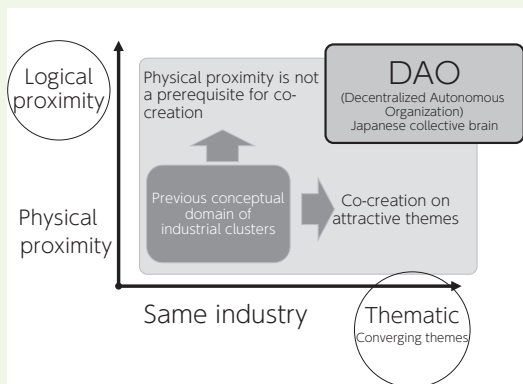 Logical
proximity
Physical proximity is not
a prerequisite for co-
creation
DAO
(Decentralized Autonomous
Organization)
Japanese collective brain
Previous conceptual
domain of
industrial clusters
Co-creation on
attractive themes
Physical
proximity
Same industry
Thematic
Converging themes